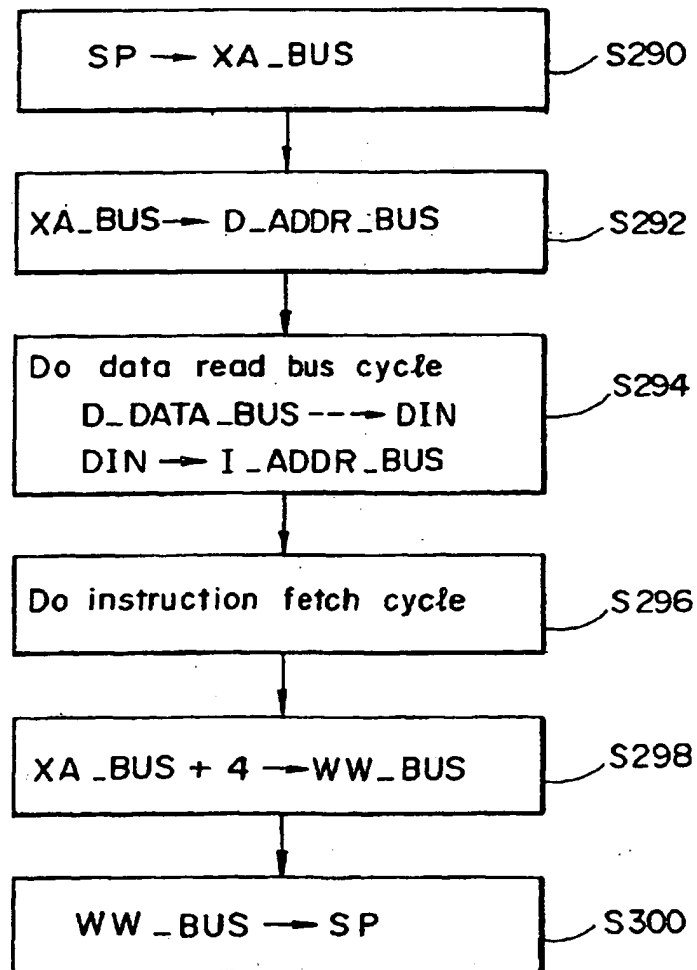 SP → XA_BUS
S290
XA_BUS → D_ADDR_BUS
S292
Do data read bus cycle
D_DATA_BUS ---→ DIN
DIN → I_ADDR_BUS
S294
Do instruction fetch cycle
S296
XA_BUS + 4 → WW_BUS
S298
WW_BUS → SP
S300